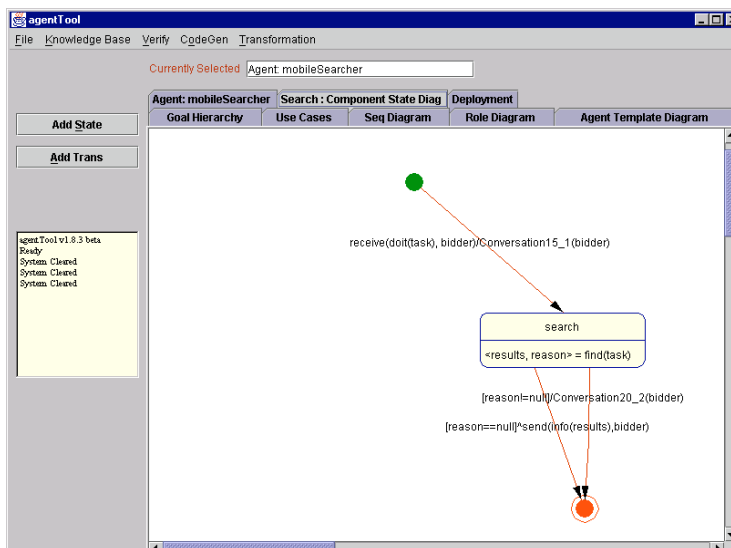 agentTool
File Knowledge Base Verify CodeGen Transformation
Currently Selected Agent: mobileSearcher
Agent: mobileSearcher Search : Component State Diag Deployment
Goal Hierarchy Use Cases Seq Diagram Role Diagram Agent Template Diagram
Add State
Add Trans
agentTool v1.8.3 beta
Ready
System Cleared
System Cleared
System Cleared
receive(doit(task), bidder)/Conversation15_1(bidder)
search
<results, reason> = find(task)
[reason!=null]/Conversation20_2(bidder)
[reason==null]^send(info(results),bidder)